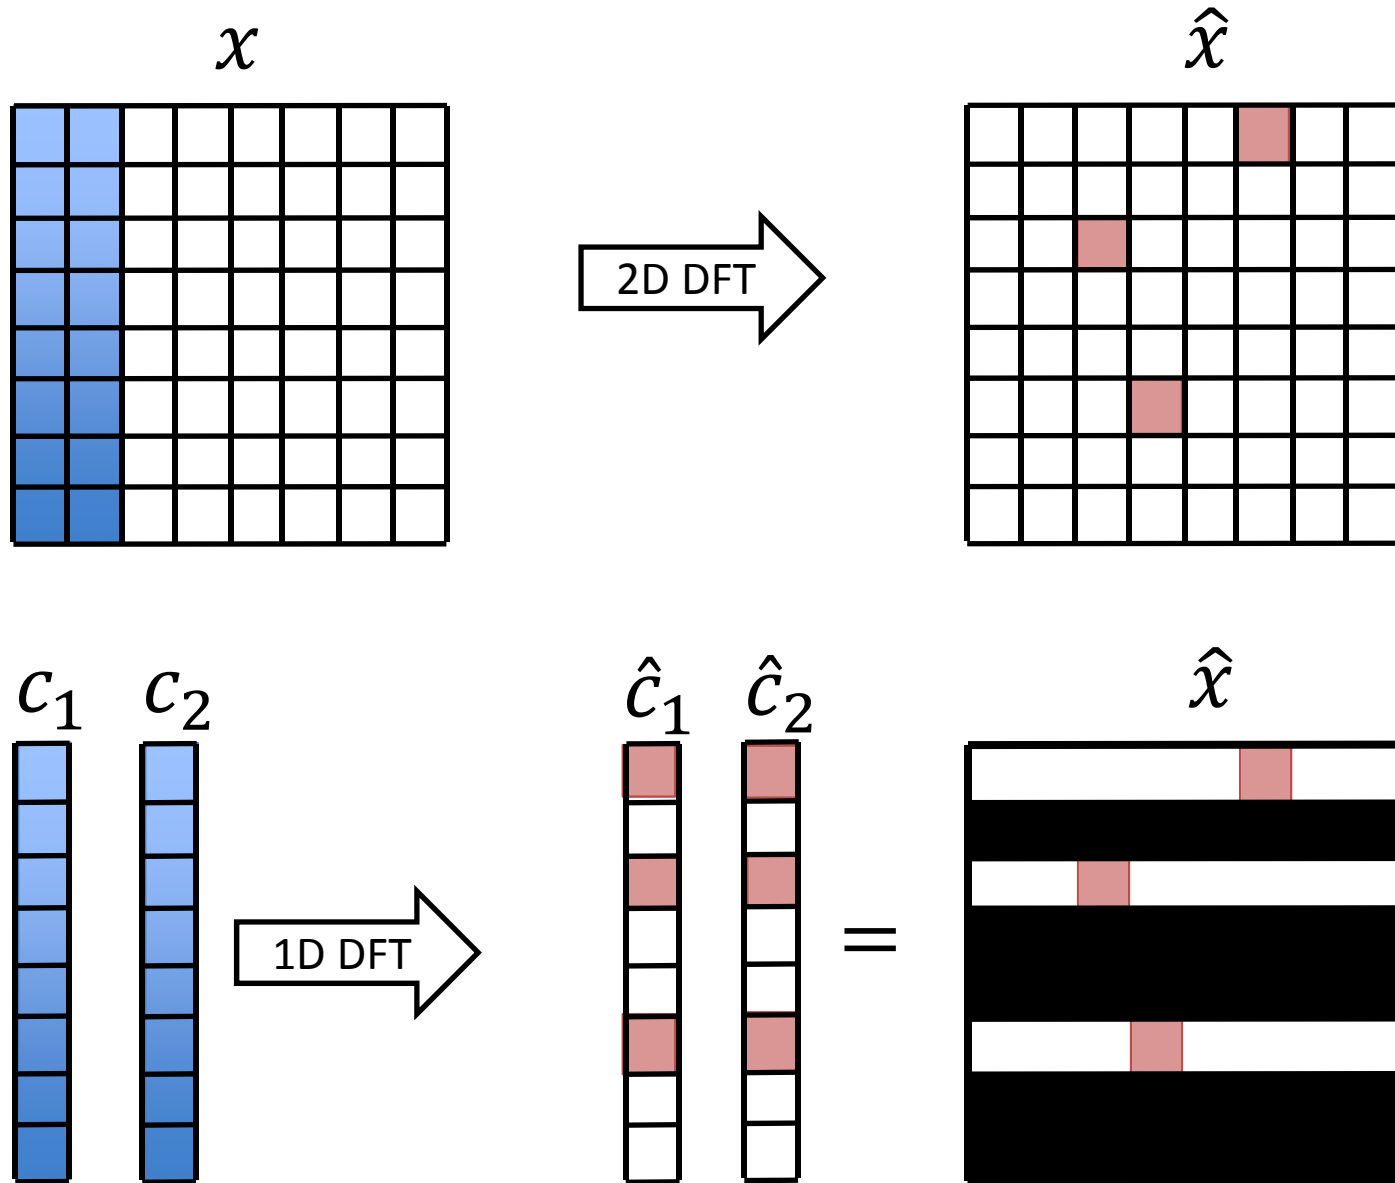 x
x̂
2D DFT
c₁ c₂
ĉ₁ ĉ₂
x̂
1D DFT
=